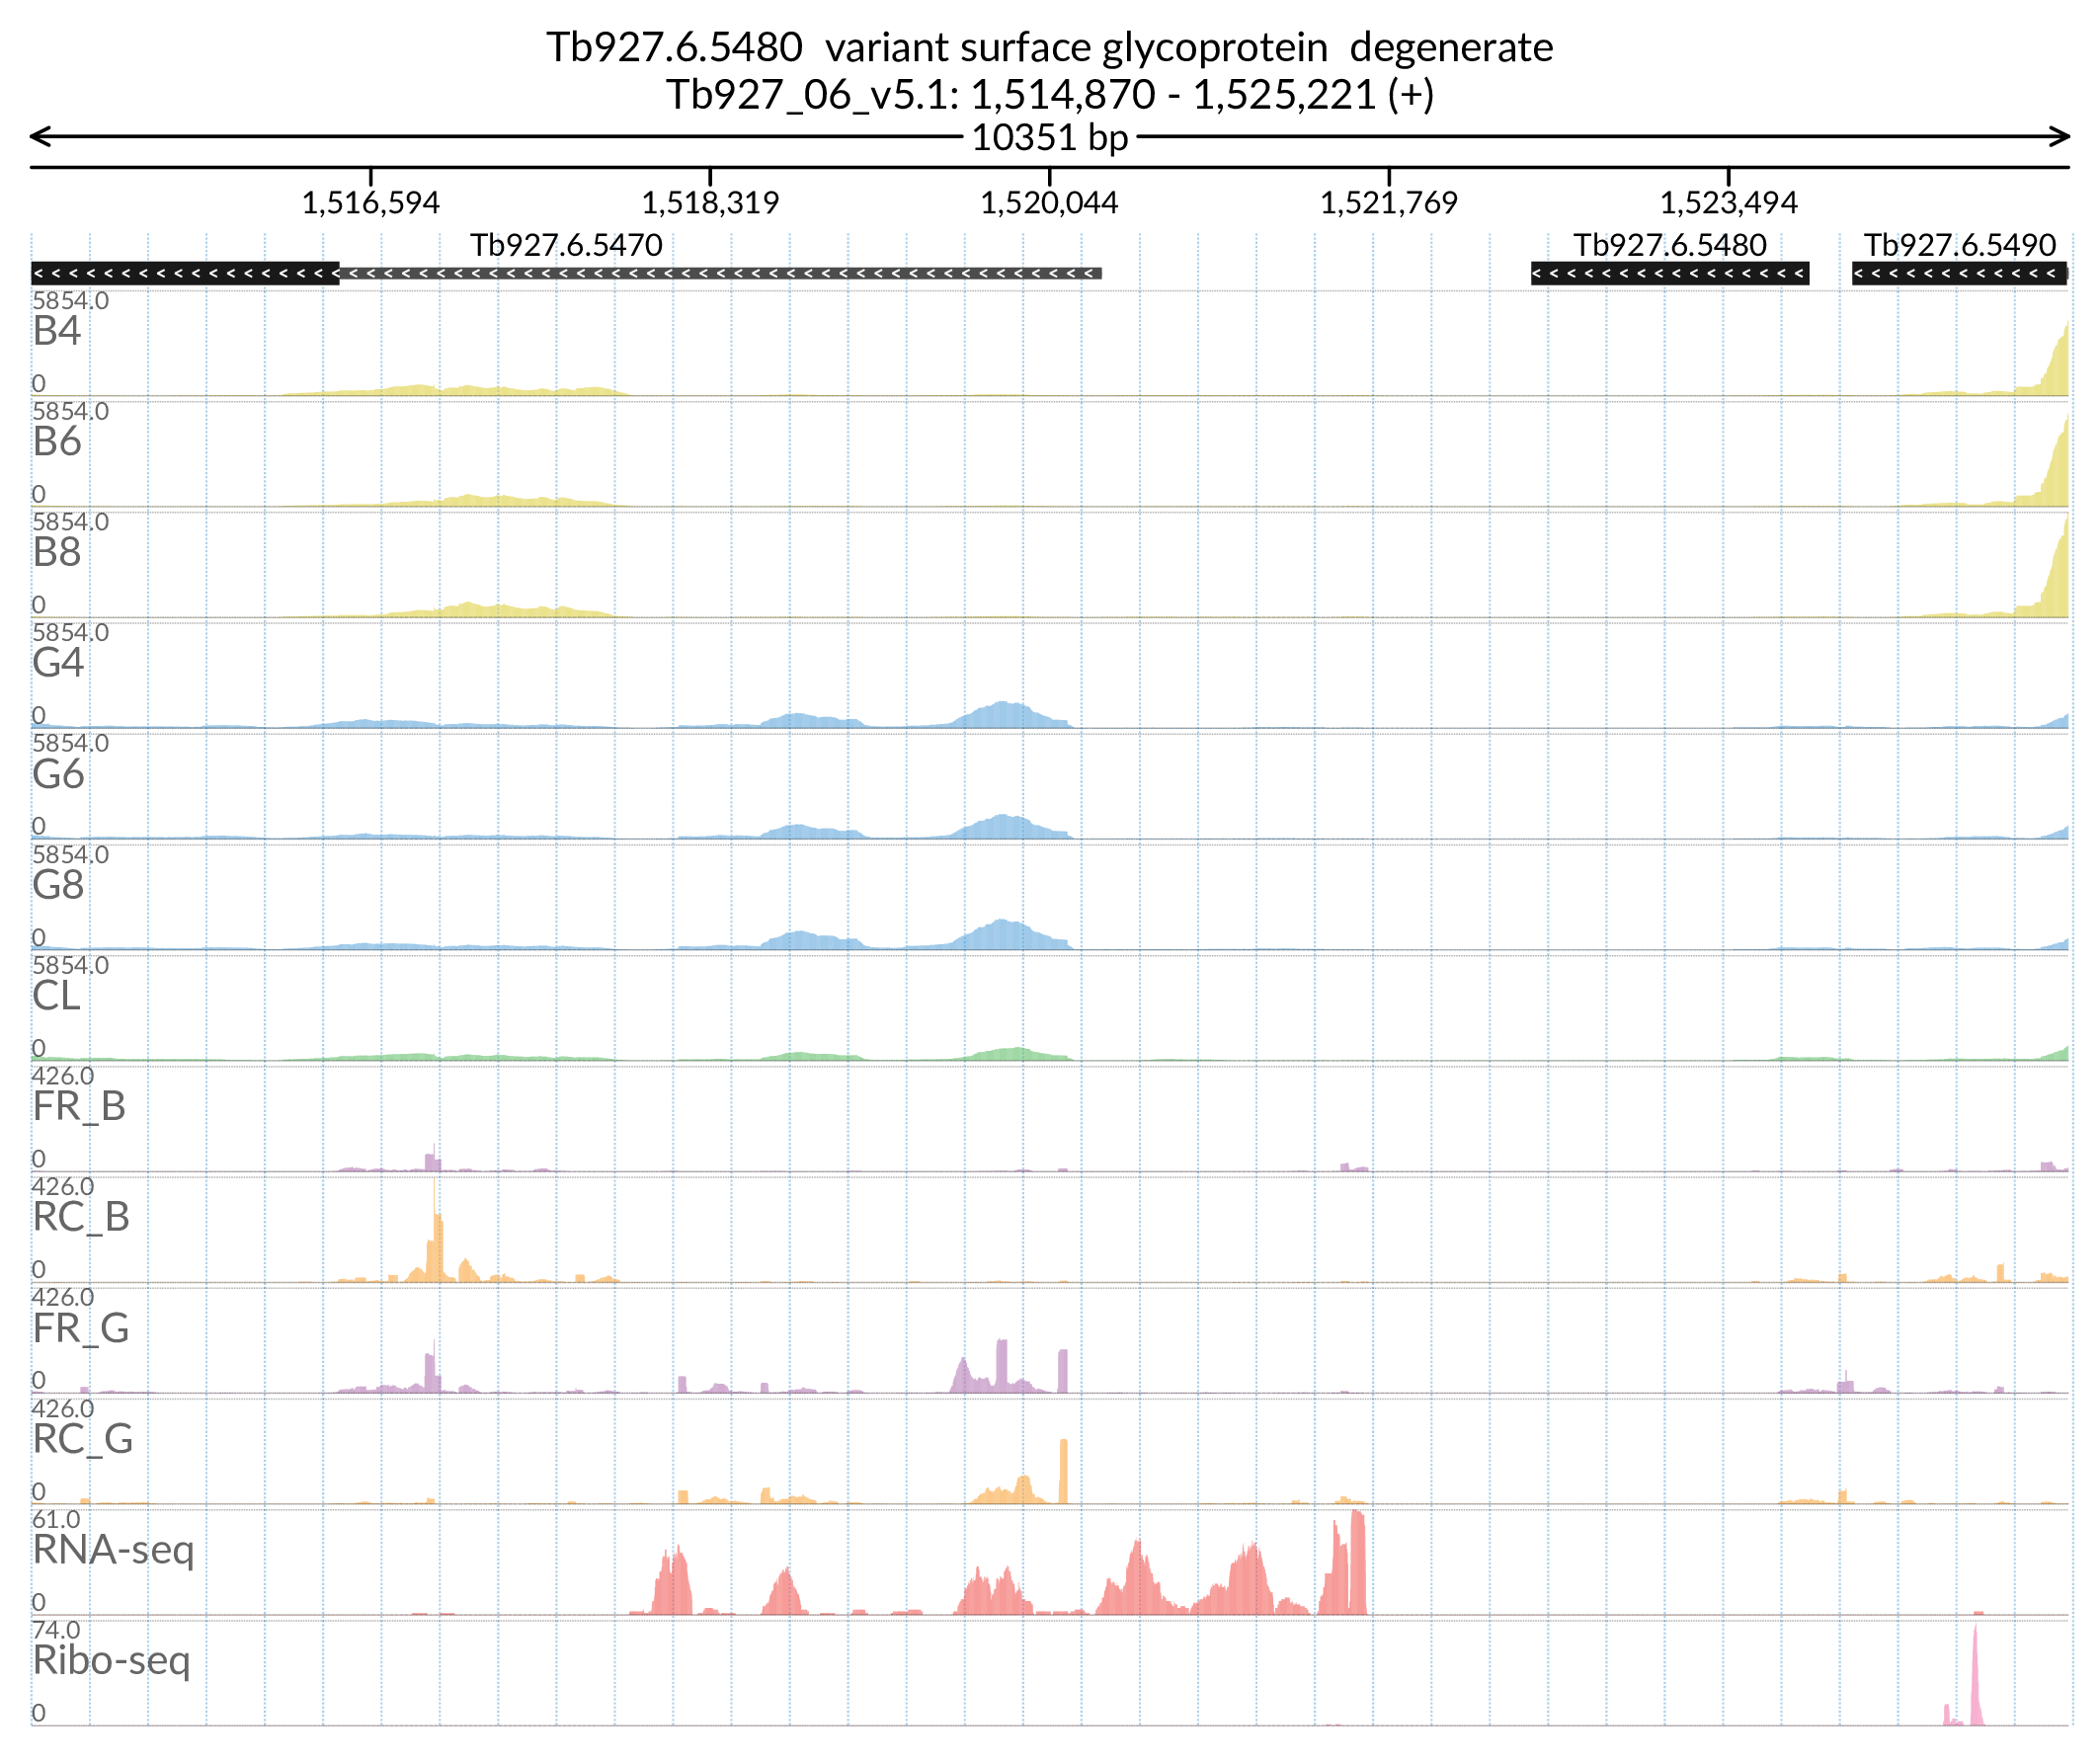 Tb927.6.5480  variant surface glycoprotein  degenerate
Tb927_06_v5.1: 1,514,870 - 1,525,221 (+)
10351 bp
1,516,594 1,518,319 1,520,044 1,521,769 1,523,494
Tb927.6.5470 Tb927.6.5480 Tb927.6.5490
5854.0
B4
0
5854.0
B6
0
5854.0
B8
0
5854.0
G4
0
5854.0
G6
0
5854.0
G8
0
5854.0
CL
0
426.0
FR_B
0
426.0
RC_B
0
426.0
FR_G
0
426.0
RC_G
0
61.0
RNA-seq
0
74.0
Ribo-seq
0